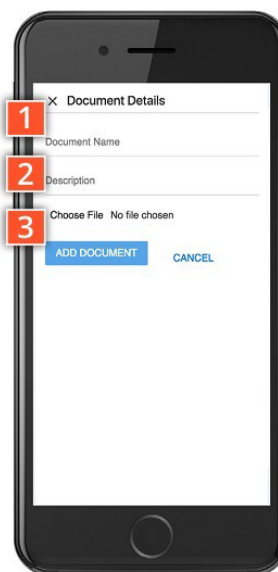 × Document Details
1
Document Name
2
Description
3
Choose File No file chosen
ADD DOCUMENT CANCEL